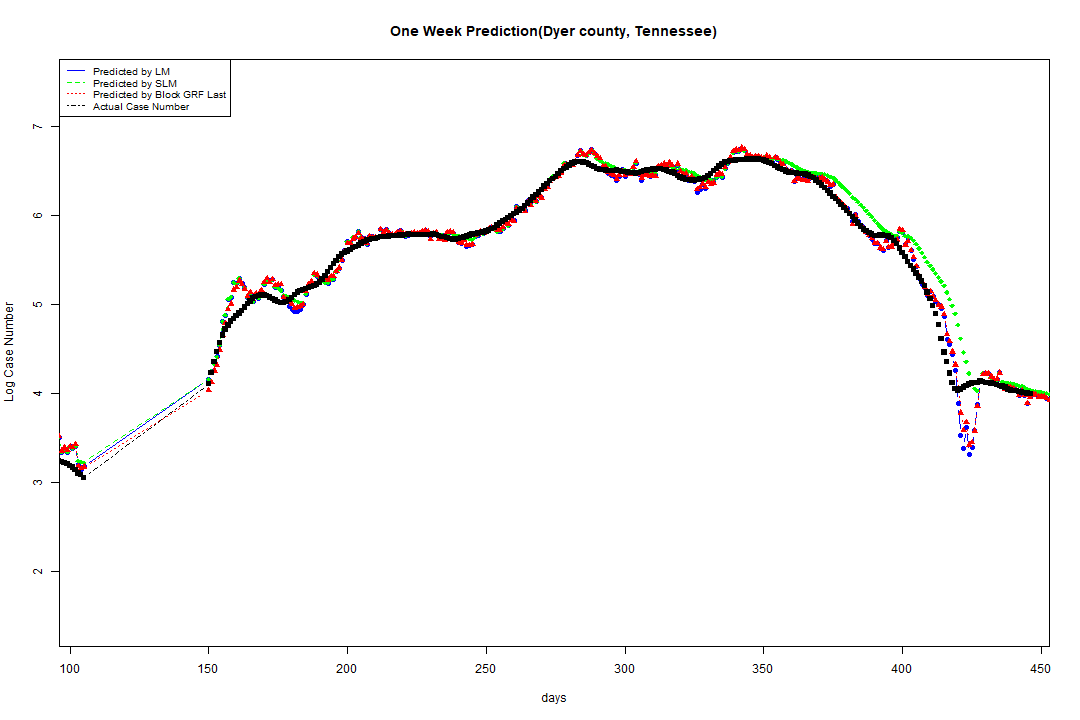 One Week Prediction(Dyer county, Tennessee)
Predicted by LM
Predicted by SLM
Predicted by Block GRF Last
Actual Case Number
Log Case Number
7
6
5
4
3
2
100 150 200 250 300 350 400 450
days